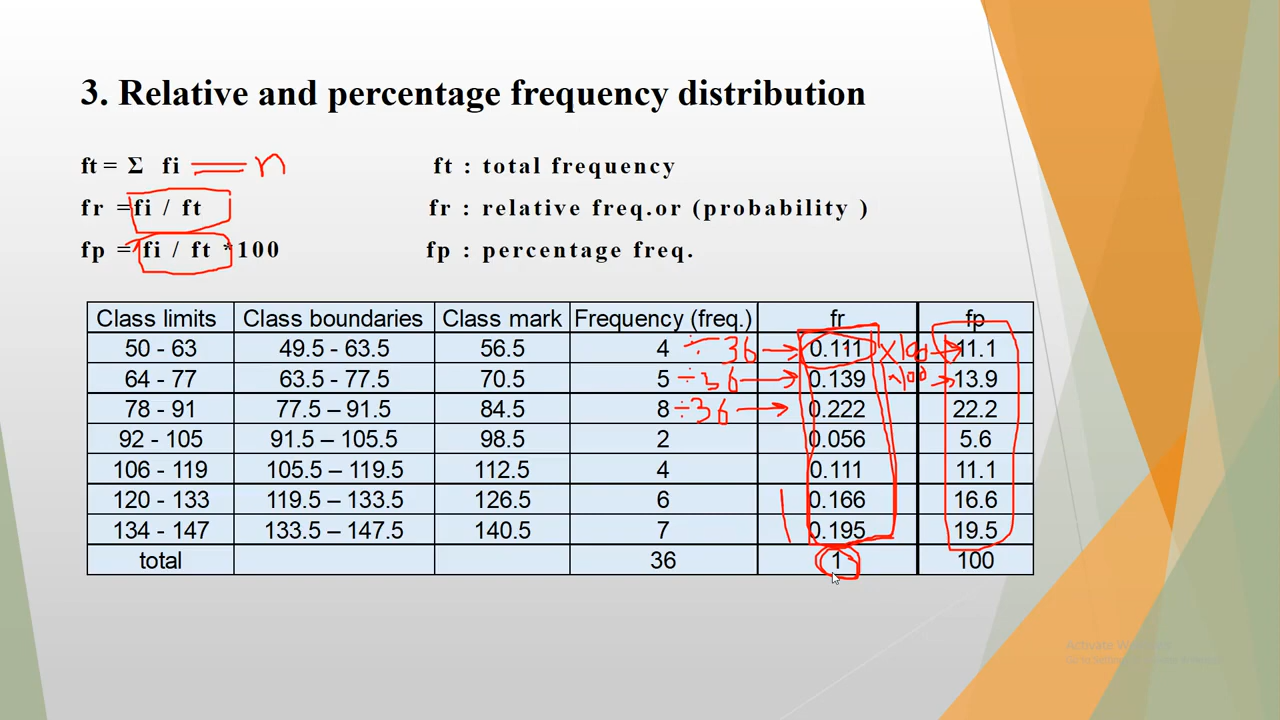 3. Relative and percentage frequency distribution
ft = Σ fi = n ft : total frequency
fr = fi / ft fr : relative freq.or (probability )
fp = fi / ft *100 fp : percentage freq.
Class limits Class boundaries Class mark Frequency (freq.) fr fp
50 - 63 49.5 - 63.5 56.5 4 ÷ 36 → 0.111 ×100 → 11.1
64 - 77 63.5 - 77.5 70.5 5 ÷ 36 → 0.139 ×100 → 13.9
78 - 91 77.5 – 91.5 84.5 8 ÷ 36 → 0.222 22.2
92 - 105 91.5 – 105.5 98.5 2 0.056 5.6
106 - 119 105.5 – 119.5 112.5 4 0.111 11.1
120 - 133 119.5 – 133.5 126.5 6 0.166 16.6
134 - 147 133.5 – 147.5 140.5 7 0.195 19.5
total 36 1 100
Activate